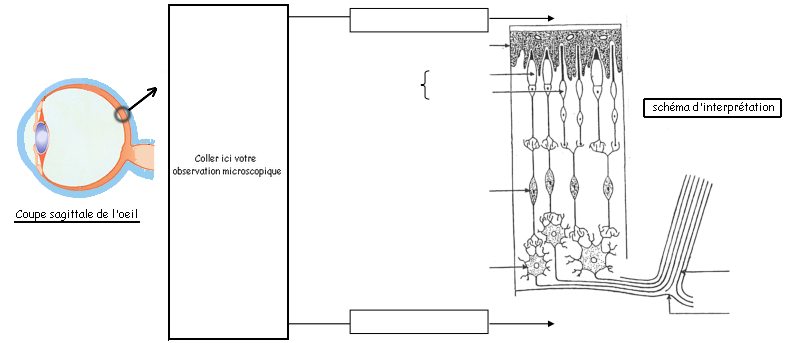 schéma d'interprétation
Coller ici votre
observation microscopique
Coupe sagittale de l'oeil